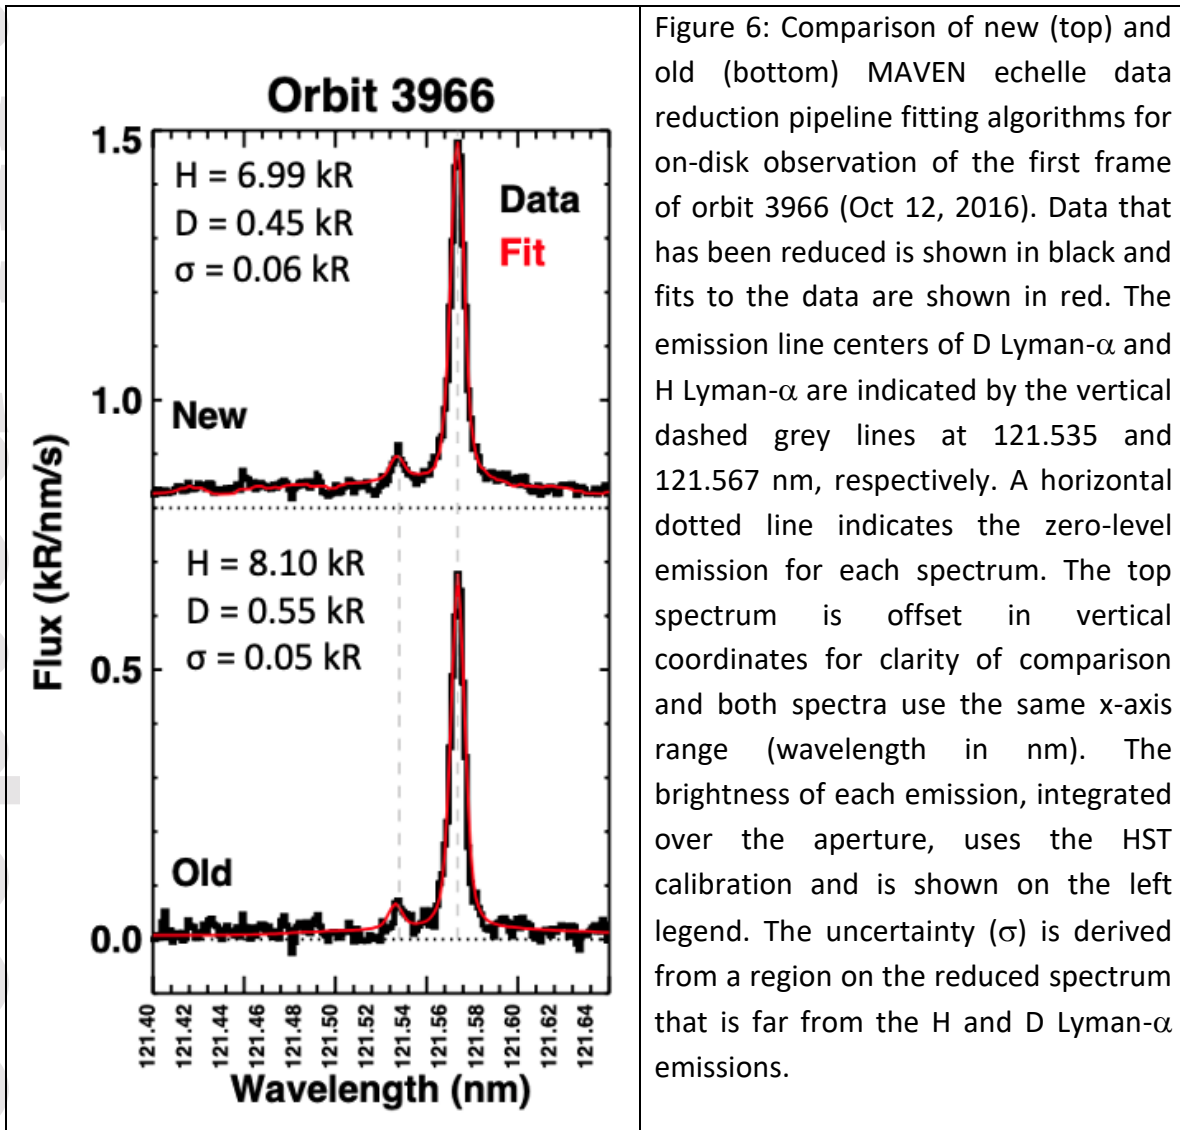 Orbit 3966
1.5
H = 6.99 kR
D = 0.45 kR
σ = 0.06 kR
Data
Fit
1.0
New
H = 8.10 kR
D = 0.55 kR
σ = 0.05 kR
0.5
Old
0.0
Flux (kR/nm/s)
121.40
121.42
121.44
121.46
121.48
121.50
121.52
121.54
121.56
121.58
121.60
121.62
121.64
Wavelength (nm)
Figure 6: Comparison of new (top) and
old (bottom) MAVEN echelle data
reduction pipeline fitting algorithms for
on-disk observation of the first frame
of orbit 3966 (Oct 12, 2016). Data that
has been reduced is shown in black and
fits to the data are shown in red. The
emission line centers of D Lyman-α and
H Lyman-α are indicated by the vertical
dashed grey lines at 121.535 and
121.567 nm, respectively. A horizontal
dotted line indicates the zero-level
emission for each spectrum. The top
spectrum is offset in vertical
coordinates for clarity of comparison
and both spectra use the same x-axis
range (wavelength in nm). The
brightness of each emission, integrated
over the aperture, uses the HST
calibration and is shown on the left
legend. The uncertainty (σ) is derived
from a region on the reduced spectrum
that is far from the H and D Lyman-α
emissions.